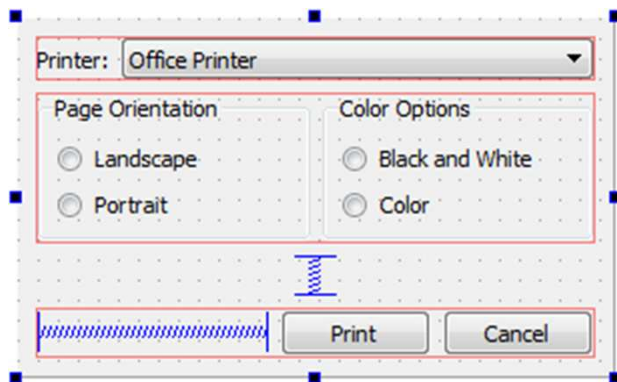 Printer: Office Printer
Page Orientation Color Options
Landscape Black and White
Portrait Color
Print Cancel